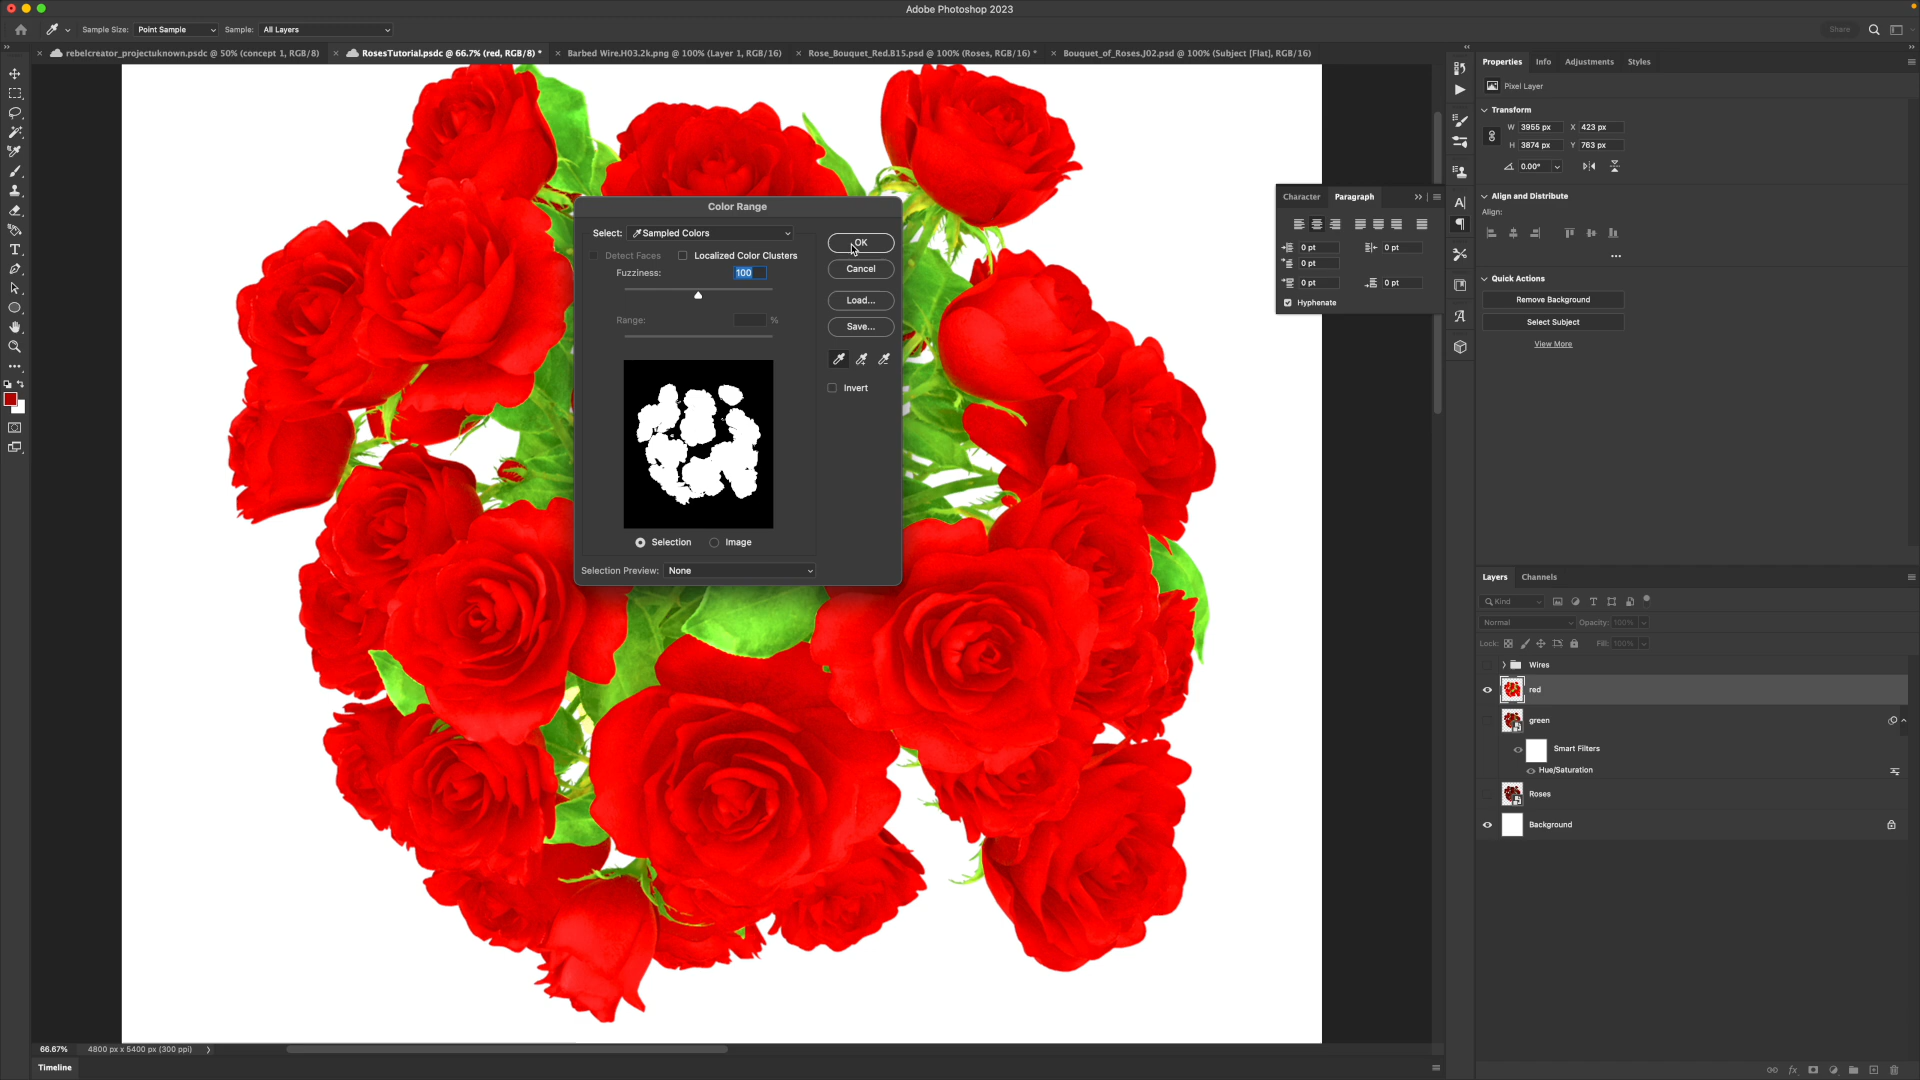 Adobe Photoshop 2023
Sample Size: Point Sample Sample: All Layers Share
rebelcreator_projectuknown.psdc @ 50% (concept 1, RGB/8) RosesTutorial.psdc @ 66.7% (red, RGB/8) * Barbed Wire.H03.2k.png @ 100% (Layer 1, RGB/16) Rose_Bouquet_Red.B15.psd @ 100% (Roses, RGB/16) * Bouquet_of_Roses.J02.psd @ 100% (Subject [Flat], RGB/16)
Color Range
Select: Sampled Colors
OK
Detect Faces Localized Color Clusters
Fuzziness: 100
Cancel
Load...
Range: %
Save...
Invert
Selection Image
Selection Preview: None
Character Paragraph
0 pt 0 pt
0 pt
0 pt 0 pt
Hyphenate
Properties Info Adjustments Styles
Pixel Layer
Transform
W 3955 px X 423 px
H 3874 px Y 763 px
0.00°
Align and Distribute
Align:
Quick Actions
Remove Background
Select Subject
View More
Layers Channels
Kind
Normal Opacity: 100%
Lock: Fill: 100%
Wires
red
green
Smart Filters
Hue/Saturation
Roses
Background
66.67% 4800 px x 5400 px (300 ppi)
Timeline